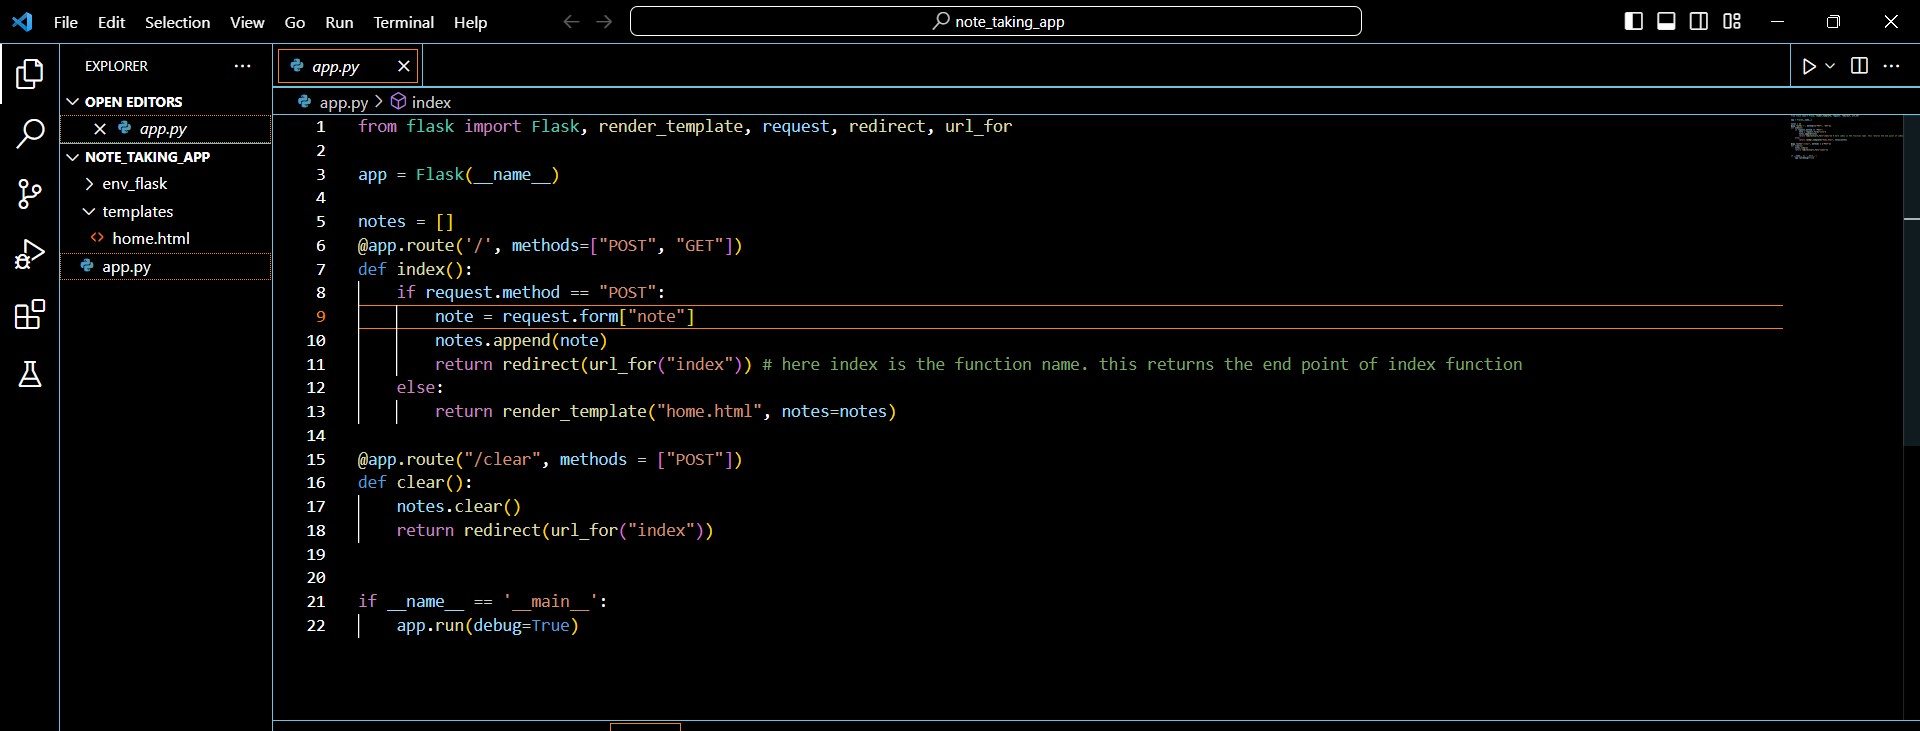 File Edit Selection View Go Run Terminal Help note_taking_app
EXPLORER
OPEN EDITORS
app.py
NOTE_TAKING_APP
env_flask
templates
home.html
app.py
app.py
app.py > index
1 from flask import Flask, render_template, request, redirect, url_for
2
3 app = Flask(__name__)
4
5 notes = []
6 @app.route('/', methods=["POST", "GET"])
7 def index():
8     if request.method == "POST":
9         note = request.form["note"]
10         notes.append(note)
11         return redirect(url_for("index")) # here index is the function name. this returns the end point of index function
12     else:
13         return render_template("home.html", notes=notes)
14
15 @app.route("/clear", methods = ["POST"])
16 def clear():
17     notes.clear()
18     return redirect(url_for("index"))
19
20
21 if __name__ == '__main__':
22     app.run(debug=True)